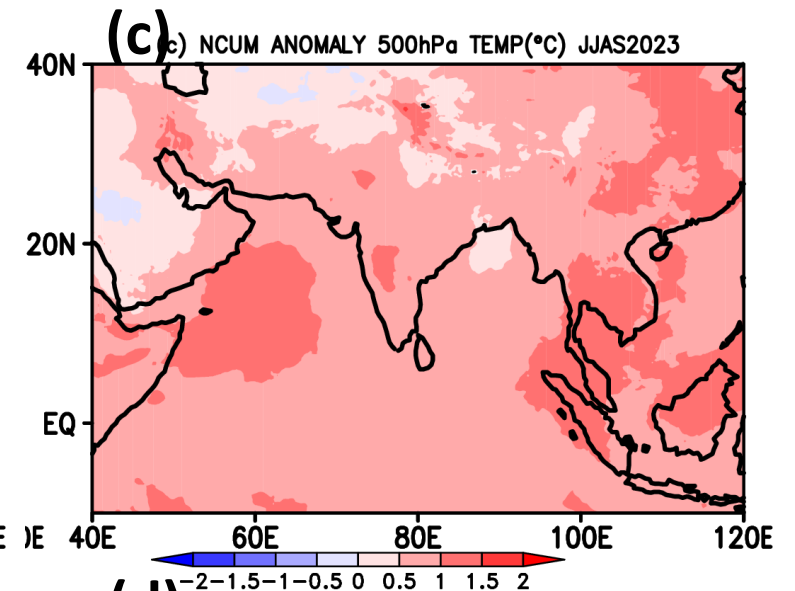 (c) (c) NCUM ANOMALY 500hPa TEMP(°C) JJAS2023
40N
20N
EQ
E 0E 40E 60E 80E 100E 120E
-2 -1.5 -1 -0.5 0 0.5 1 1.5 2